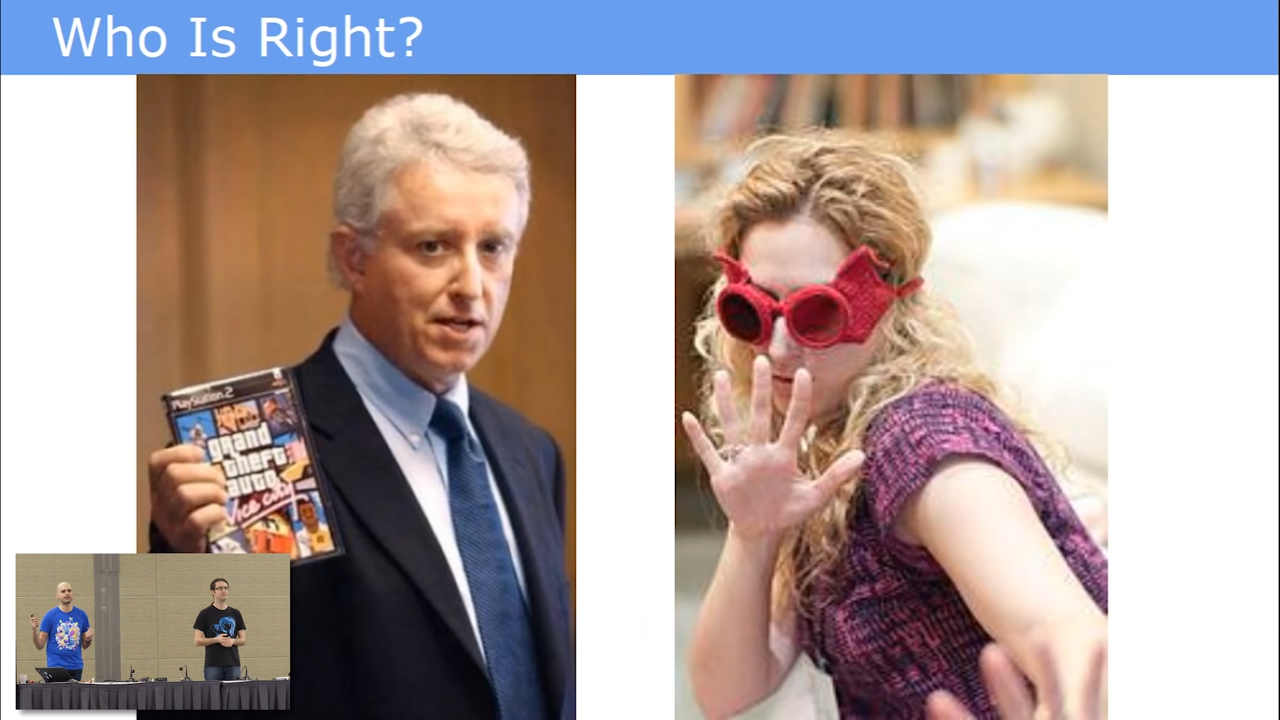 Who Is Right?
PlayStation 2
grand
theft
auto
Vice City